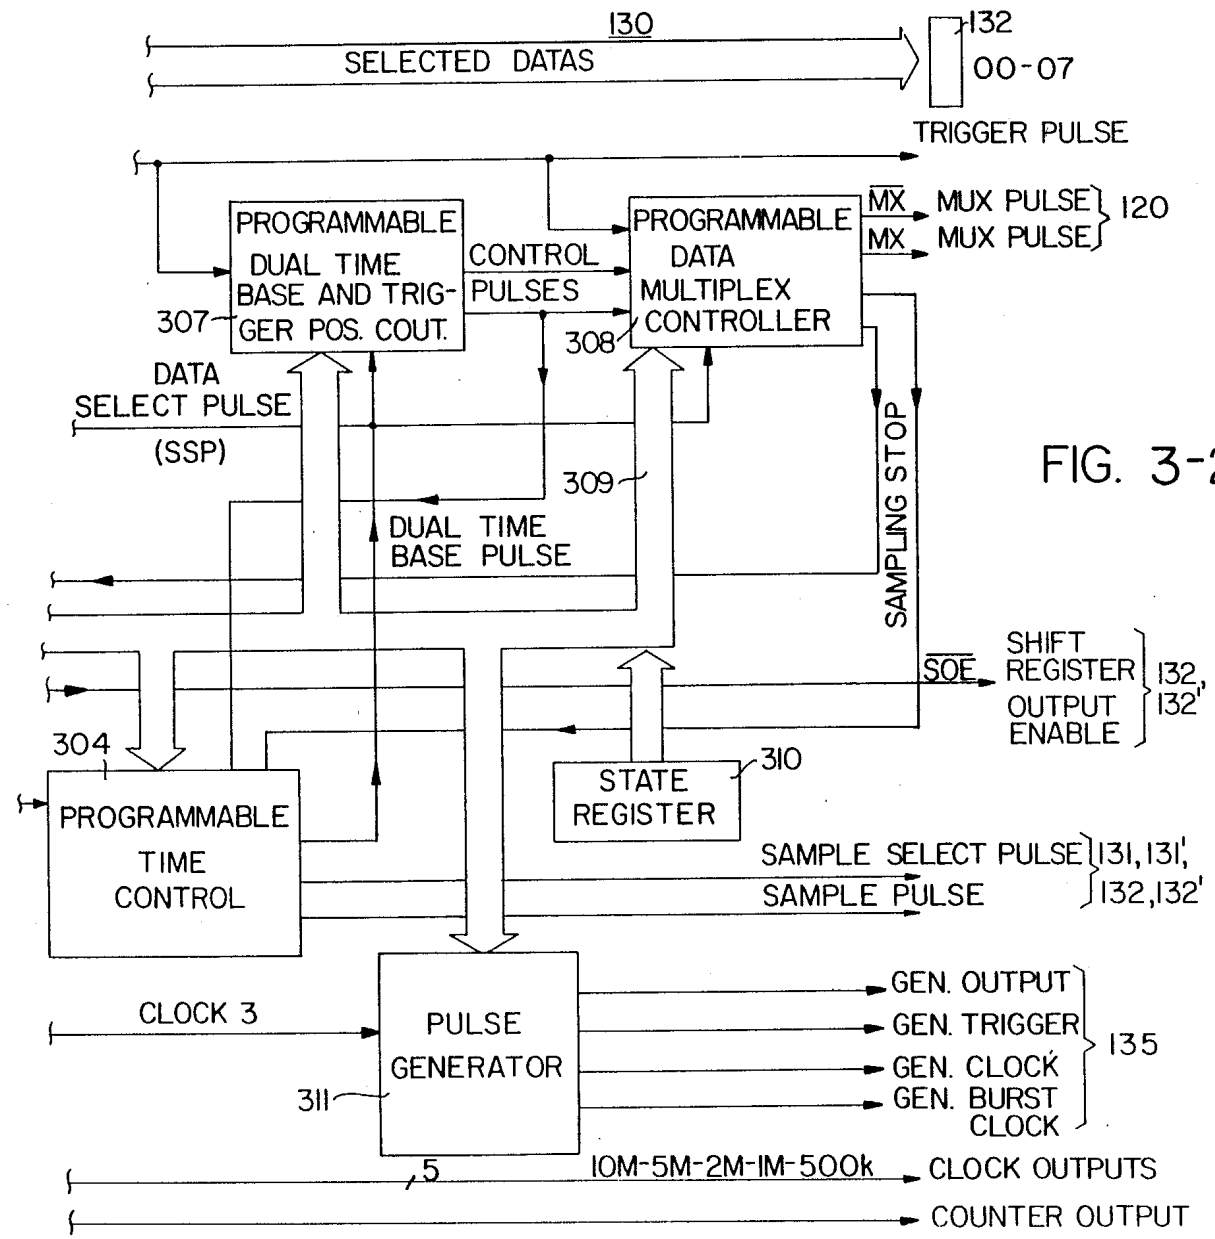 130
132
SELECTED DATAS
00-07
TRIGGER PULSE
PROGRAMMABLE
DUAL TIME
BASE AND TRIG-
GER POS. COUT.
307
CONTROL
PULSES
PROGRAMMABLE
DATA
MULTIPLEX
CONTROLLER
308
M̅X̅ MUX PULSE
MX MUX PULSE
120
DATA
SELECT PULSE
(SSP)
309
SAMPLING STOP
FIG. 3-2
DUAL TIME
BASE PULSE
S̅O̅E̅
SHIFT
REGISTER
OUTPUT
ENABLE
132,
132'
304
PROGRAMMABLE
TIME
CONTROL
310
STATE
REGISTER
SAMPLE SELECT PULSE
SAMPLE PULSE
131, 131',
132, 132'
CLOCK 3
PULSE
GENERATOR
311
GEN. OUTPUT
GEN. TRIGGER
GEN. CLOCK
GEN. BURST
CLOCK
135
5
10M-5M-2M-1M-500k
CLOCK OUTPUTS
COUNTER OUTPUT